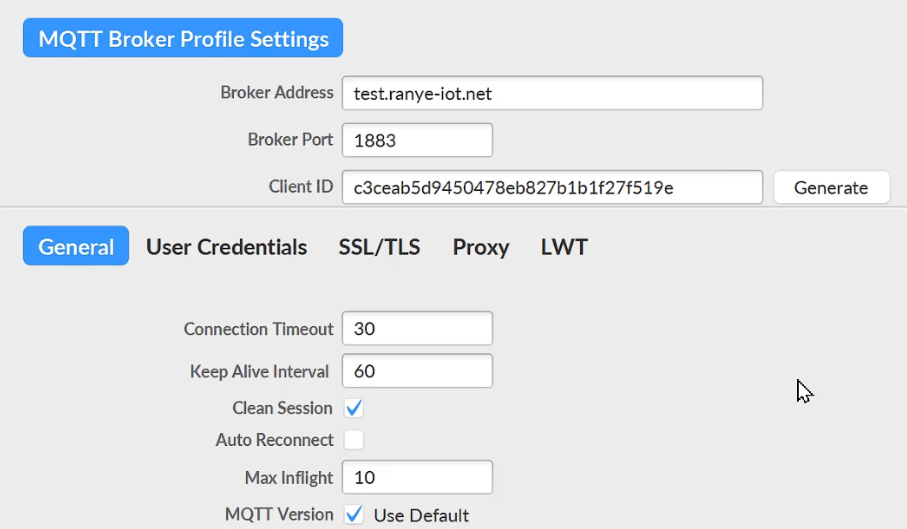 MQTT Broker Profile Settings
Broker Address test.ranye-iot.net
Broker Port 1883
Client ID c3ceab5d9450478eb827b1b1f27f519e Generate
General User Credentials SSL/TLS Proxy LWT
Connection Timeout 30
Keep Alive Interval 60
Clean Session
Auto Reconnect
Max Inflight 10
MQTT Version Use Default